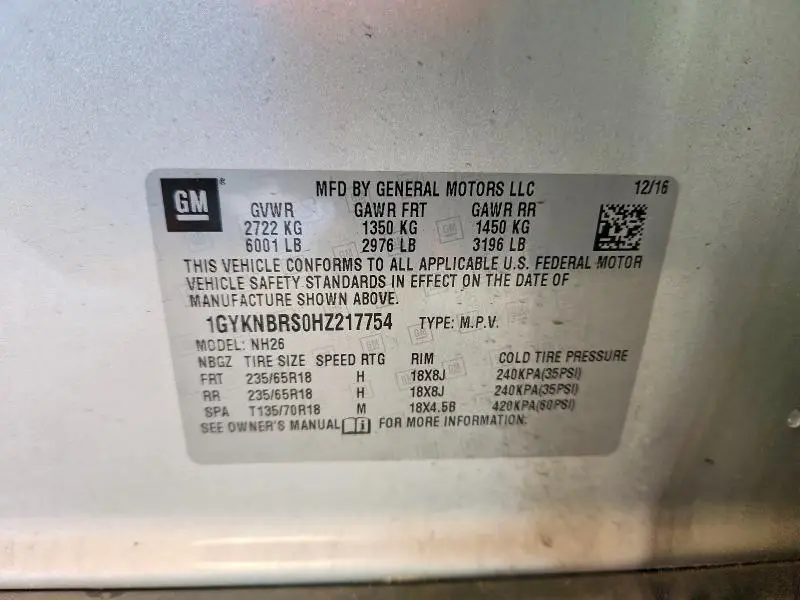 GM ® MFD BY GENERAL MOTORS LLC 12/16
GVWR GAWR FRT GAWR RR
2722 KG 1350 KG 1450 KG
6001 LB 2976 LB 3196 LB
THIS VEHICLE CONFORMS TO ALL APPLICABLE U.S. FEDERAL MOTOR
VEHICLE SAFETY STANDARDS IN EFFECT ON THE DATE OF
MANUFACTURE SHOWN ABOVE.
1GYKNBRS0HZ217754 TYPE: M.P.V.
MODEL: NH26
NBGZ TIRE SIZE SPEED RTG RIM COLD TIRE PRESSURE
FRT 235/65R18 H 18X8J 240KPA(35PSI)
RR 235/65R18 H 18X8J 240KPA(35PSI)
SPA T135/70R18 M 18X4.5B 420KPA(60PSI)
SEE OWNER'S MANUAL FOR MORE INFORMATION.